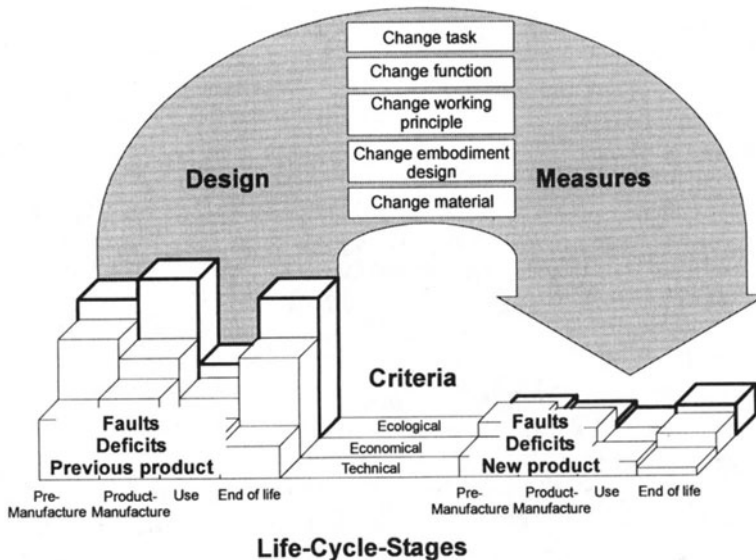 Change task
Change function
Change working
principle
Change embodiment
design
Change material
Design
Measures
Criteria
Ecological
Economical
Technical
Faults
Deficits
Previous product
Faults
Deficits
New product
Pre-
Manufacture
Product-
Manufacture
Use
End of life
Pre-
Manufacture
Product-
Manufacture
Use
End of life
Life-Cycle-Stages